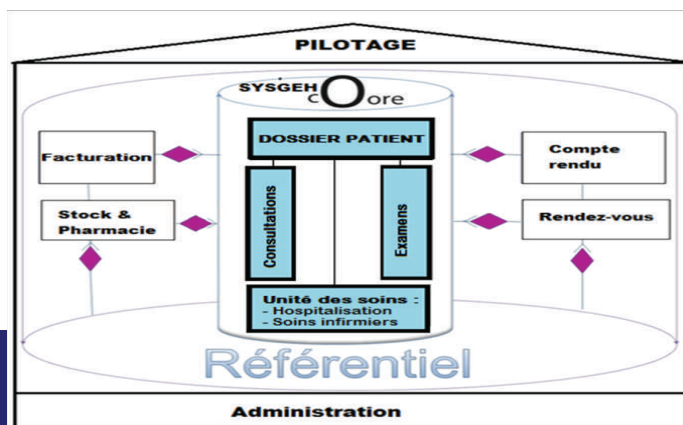 PILOTAGE
SYSGEH
cOore
DOSSIER PATIENT
Facturation
Compte
rendu
Stock &
Pharmacie
Consultations
Examens
Rendez-vous
Unité des soins :
- Hospitalisation
- Soins infirmiers
Référentiel
Administration